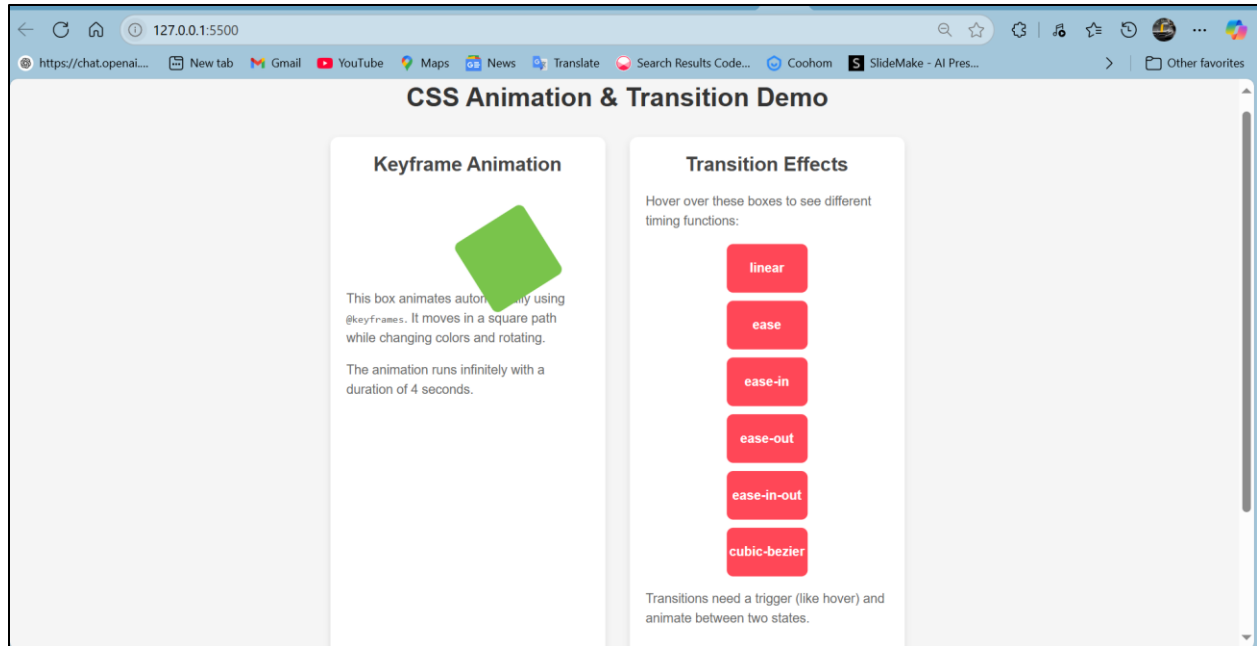 127.0.0.1:5500
https://chat.openai.... New tab Gmail YouTube Maps GB News Translate Search Results Code... Coohom S SlideMake - AI Pres... Other favorites
CSS Animation & Transition Demo
Keyframe Animation
This box animates using
@keyframes. It moves in a square path
while changing colors and rotating.
The animation runs infinitely with a
duration of 4 seconds.
Transition Effects
Hover over these boxes to see different
timing functions:
linear
ease
ease-in
ease-out
ease-in-out
cubic-bezier
Transitions need a trigger (like hover) and
animate between two states.